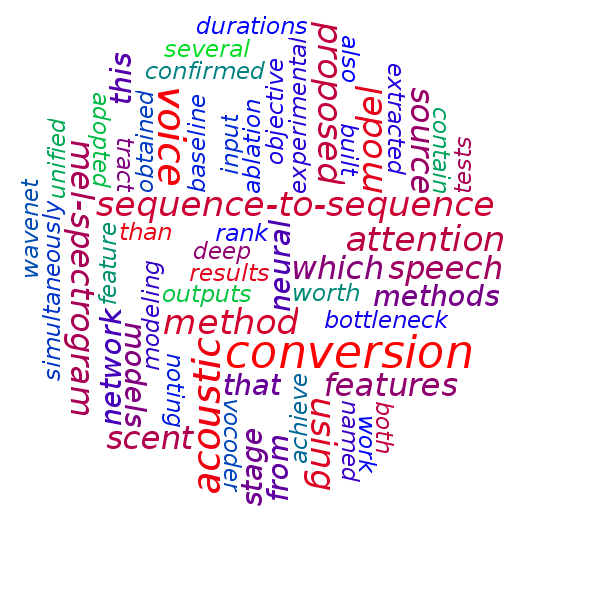 durations
several
confirmed
this
also
proposed
experimental
objective
extracted
voice
model
source
adopted
obtained
baseline
ablation
input
built
contain
tests
unified
tract
mel-spectrogram
wavenet
simultaneously
sequence-to-sequence
feature
than
rank
neural
attention
deep
which
speech
results
modeling
outputs
worth
methods
network
models
method
bottleneck
acoustic
conversion
noting
that
achieve
features
vocoder
using
named
work
both
scent
stage
from